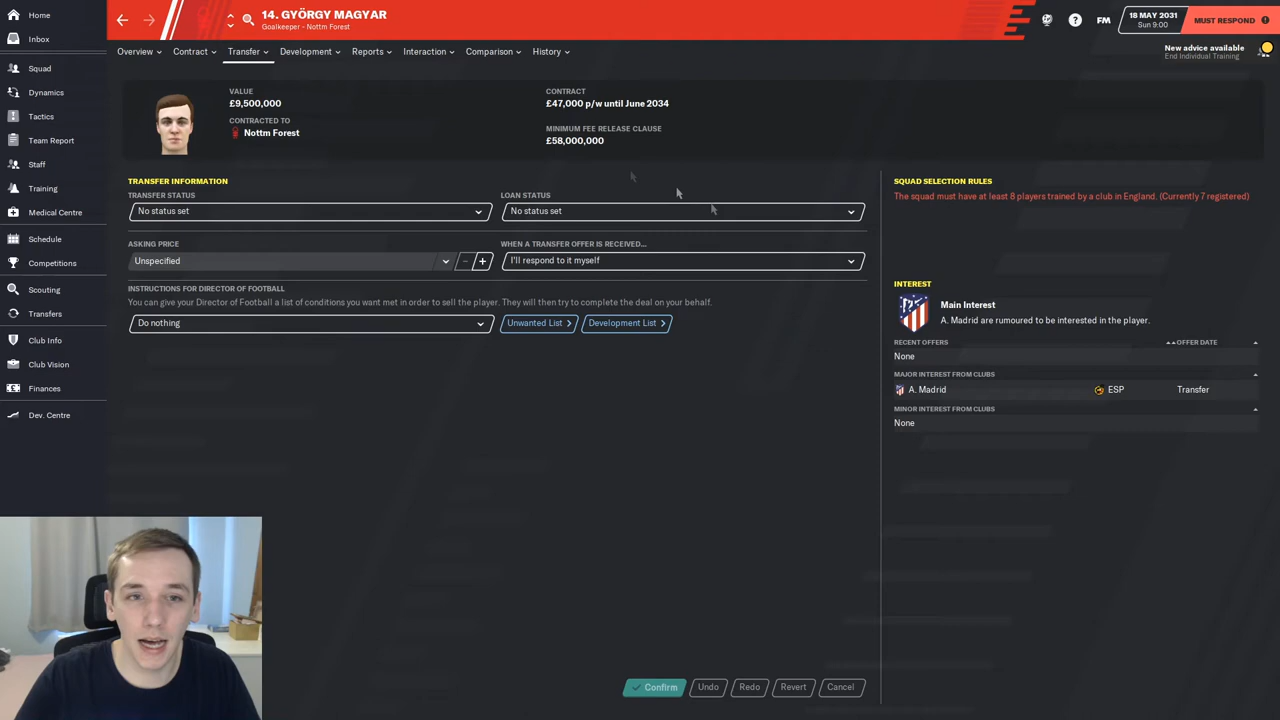 Home
Inbox
Squad
Dynamics
Tactics
Team Report
Staff
Training
Medical Centre
Schedule
Competitions
Scouting
Transfers
Club Info
Club Vision
Finances
Dev. Centre
14. GYÖRGY MAGYAR
Goalkeeper - Nottm Forest
FM
18 MAY 2031
Sun 9:00
MUST RESPOND
Overview
Contract
Transfer
Development
Reports
Interaction
Comparison
History
New advice available
End Individual Training
VALUE
£9,500,000
CONTRACTED TO
Nottm Forest
CONTRACT
£47,000 p/w until June 2034
MINIMUM FEE RELEASE CLAUSE
£58,000,000
TRANSFER INFORMATION
TRANSFER STATUS
No status set
LOAN STATUS
No status set
ASKING PRICE
Unspecified
WHEN A TRANSFER OFFER IS RECEIVED...
I'll respond to it myself
INSTRUCTIONS FOR DIRECTOR OF FOOTBALL
You can give your Director of Football a list of conditions you want met in order to sell the player. They will then try to complete the deal on your behalf.
Do nothing
Unwanted List
Development List
SQUAD SELECTION RULES
The squad must have at least 8 players trained by a club in England. (Currently 7 registered)
INTEREST
Main Interest
A. Madrid are rumoured to be interested in the player.
RECENT OFFERS
OFFER DATE
None
MAJOR INTEREST FROM CLUBS
A. Madrid
ESP
Transfer
MINOR INTEREST FROM CLUBS
None
Confirm
Undo
Redo
Revert
Cancel